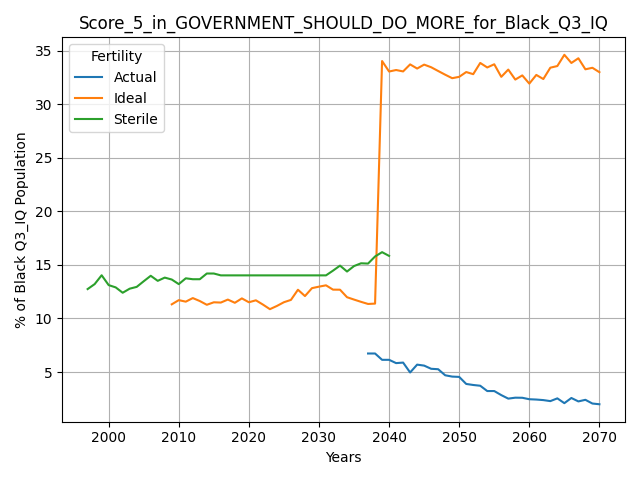 Score_5_in_GOVERNMENT_SHOULD_DO_MORE_for_Black_Q3_IQ
Fertility
Actual
Ideal
Sterile
% of Black Q3_IQ Population
35
30
25
20
15
10
5
2000 2010 2020 2030 2040 2050 2060 2070
Years